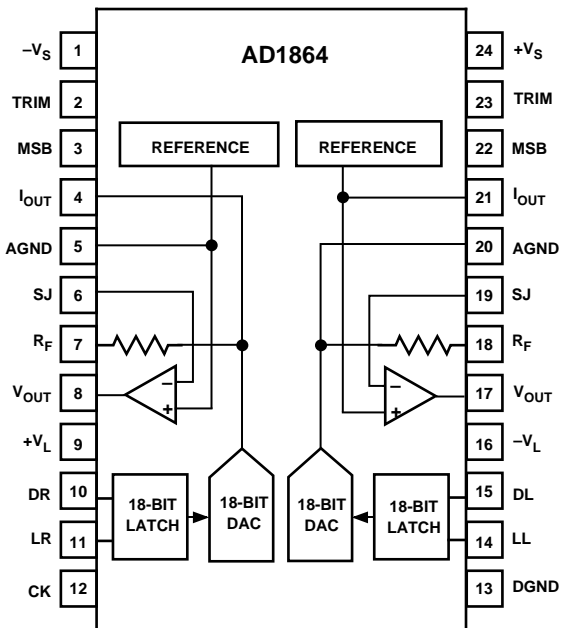 AD1864
–VS 1 24 +VS
TRIM 2 23 TRIM
MSB 3 REFERENCE REFERENCE 22 MSB
IOUT 4 21 IOUT
AGND 5 20 AGND
SJ 6 19 SJ
RF 7 18 RF
– –
VOUT 8 17 VOUT
+ +
+VL 9 16 –VL
DR 10 15 DL
18-BIT 18-BIT 18-BIT 18-BIT
LATCH DAC DAC LATCH
LR 11 14 LL
CK 12 13 DGND